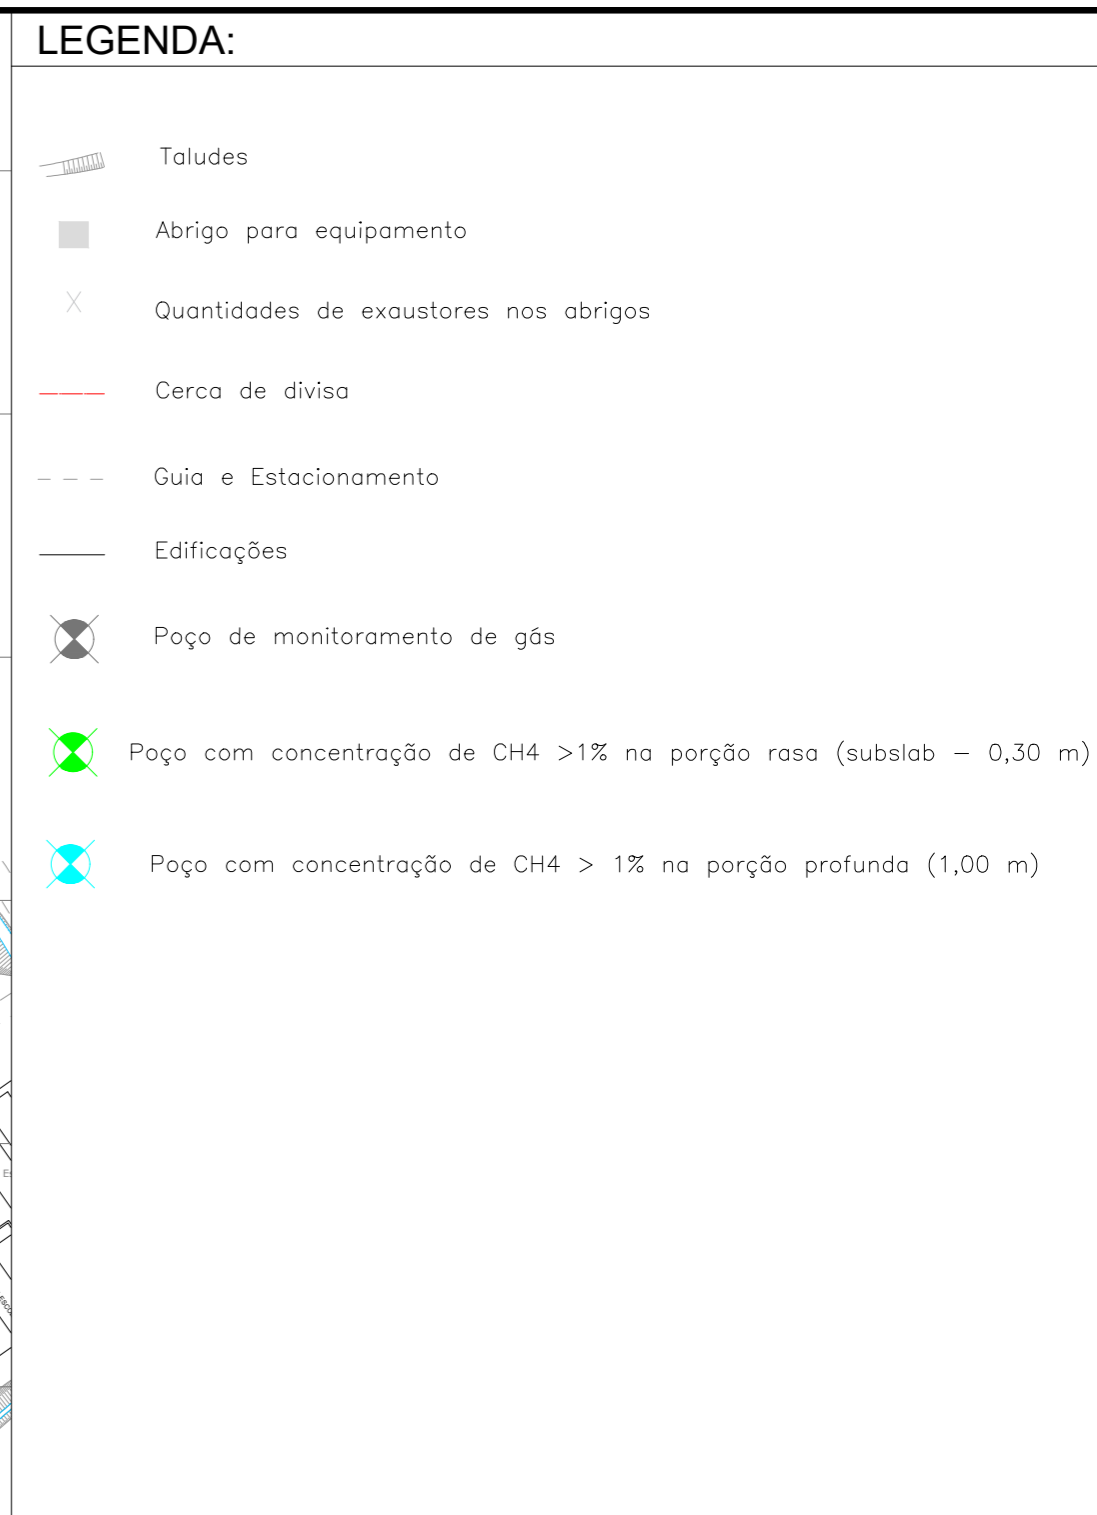 LEGENDA:
Taludes
Abrigo para equipamento
X
Quantidades de exaustores nos abrigos
Cerca de divisa
Guia e Estacionamento
Edificações
Poço de monitoramento de gás
Poço com concentração de CH4 >1% na porção rasa (subslab – 0,30 m)
Poço com concentração de CH4 > 1% na porção profunda (1,00 m)